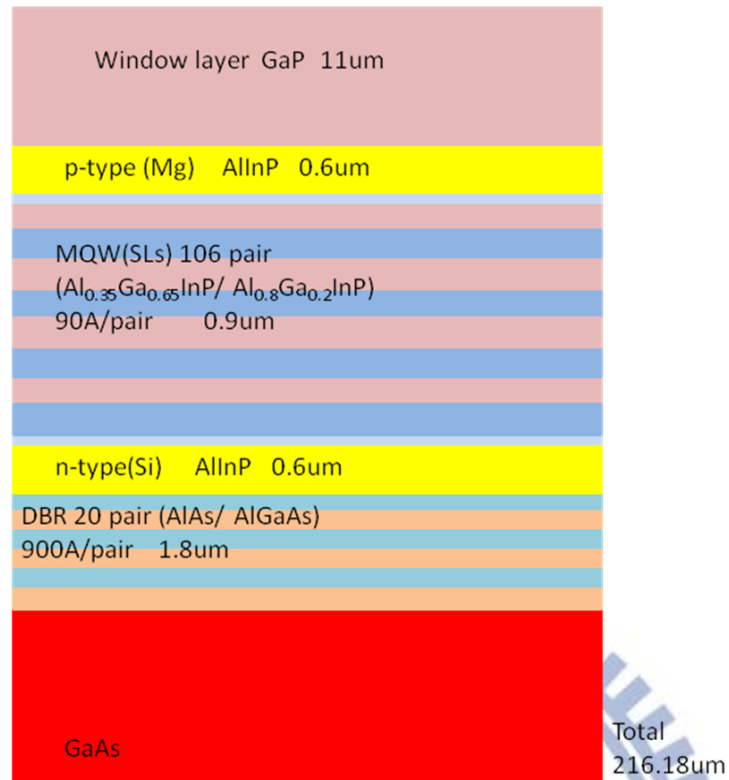 Window layer GaP 11um
p-type (Mg) AlInP 0.6um
MQW(SLs) 106 pair
(Al₀.₃₅Ga₀.₆₅InP/ Al₀.₈Ga₀.₂InP)
90A/pair 0.9um
n-type(Si) AlInP 0.6um
DBR 20 pair (AlAs/ AlGaAs)
900A/pair 1.8um
GaAs
Total
216.18um